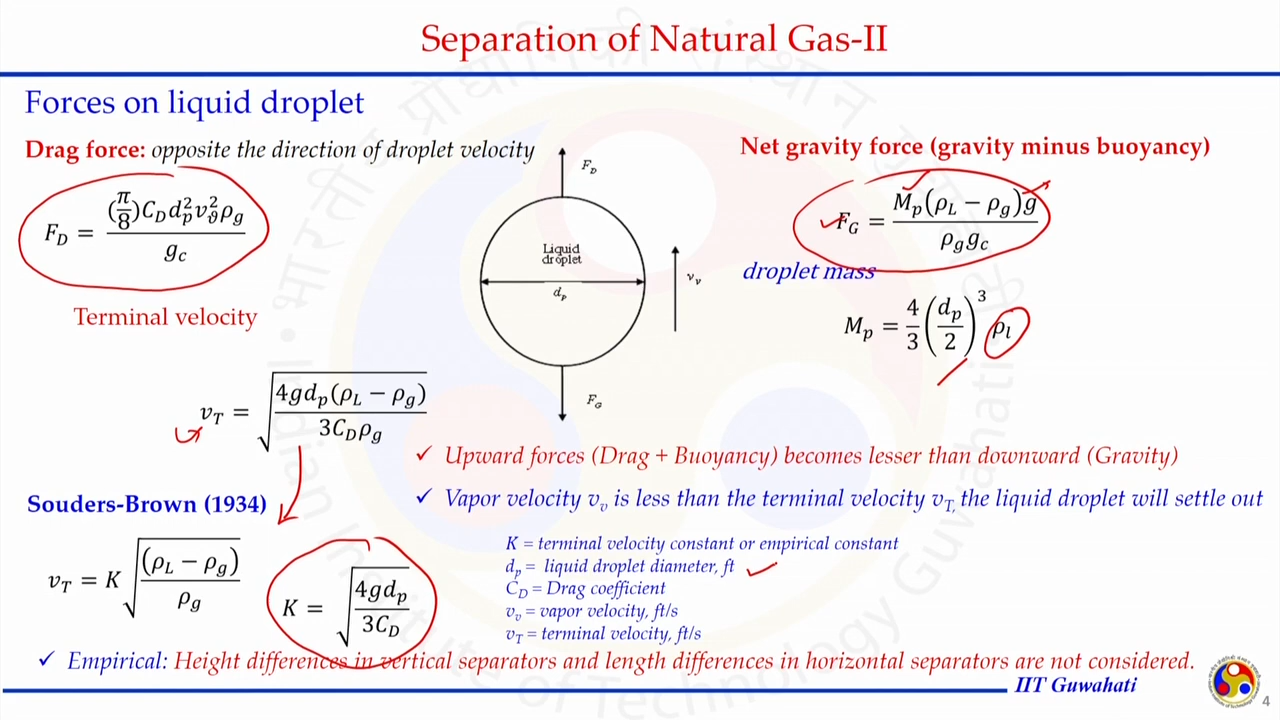 Separation of Natural Gas-II
Forces on liquid droplet
Drag force: opposite the direction of droplet velocity
F_D = (π/8)C_D d_p^2 v_ϑ^2 ρ_g / g_c
Terminal velocity
v_T = √(4gd_p(ρ_L − ρ_g) / 3C_Dρ_g)
F_D
Liquid
droplet
d_p
v_v
F_G
Net gravity force (gravity minus buoyancy)
F_G = M_p(ρ_L − ρ_g)g / ρ_g g_c
droplet mass
M_p = 4/3 (d_p/2)^3 ρ_l
✓ Upward forces (Drag + Buoyancy) becomes lesser than downward (Gravity)
✓ Vapor velocity v_v is less than the terminal velocity v_T, the liquid droplet will settle out
Souders-Brown (1934)
v_T = K √((ρ_L − ρ_g) / ρ_g)
K = √(4gd_p / 3C_D)
K = terminal velocity constant or empirical constant
d_p = liquid droplet diameter, ft
C_D = Drag coefficient
v_v = vapor velocity, ft/s
v_T = terminal velocity, ft/s
✓ Empirical: Height differences in vertical separators and length differences in horizontal separators are not considered.
IIT Guwahati
4